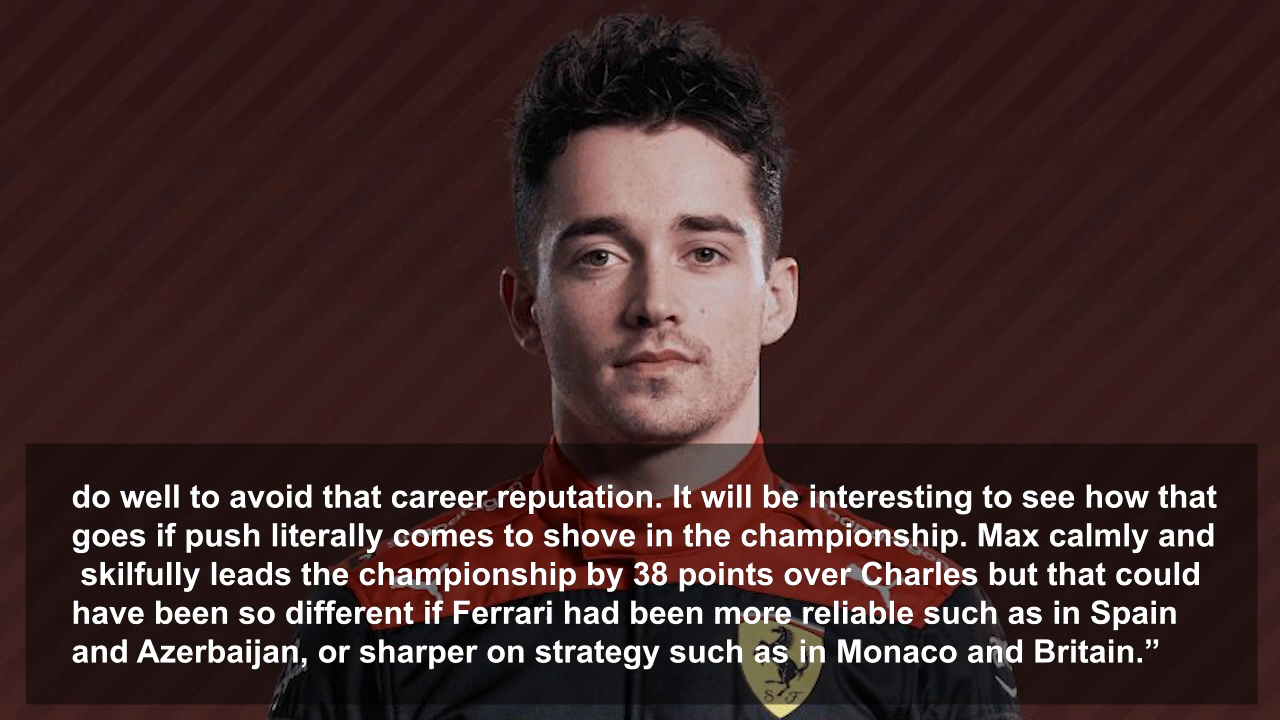 do well to avoid that career reputation. It will be interesting to see how that
goes if push literally comes to shove in the championship. Max calmly and
skilfully leads the championship by 38 points over Charles but that could
have been so different if Ferrari had been more reliable such as in Spain
and Azerbaijan, or sharper on strategy such as in Monaco and Britain.”
S F